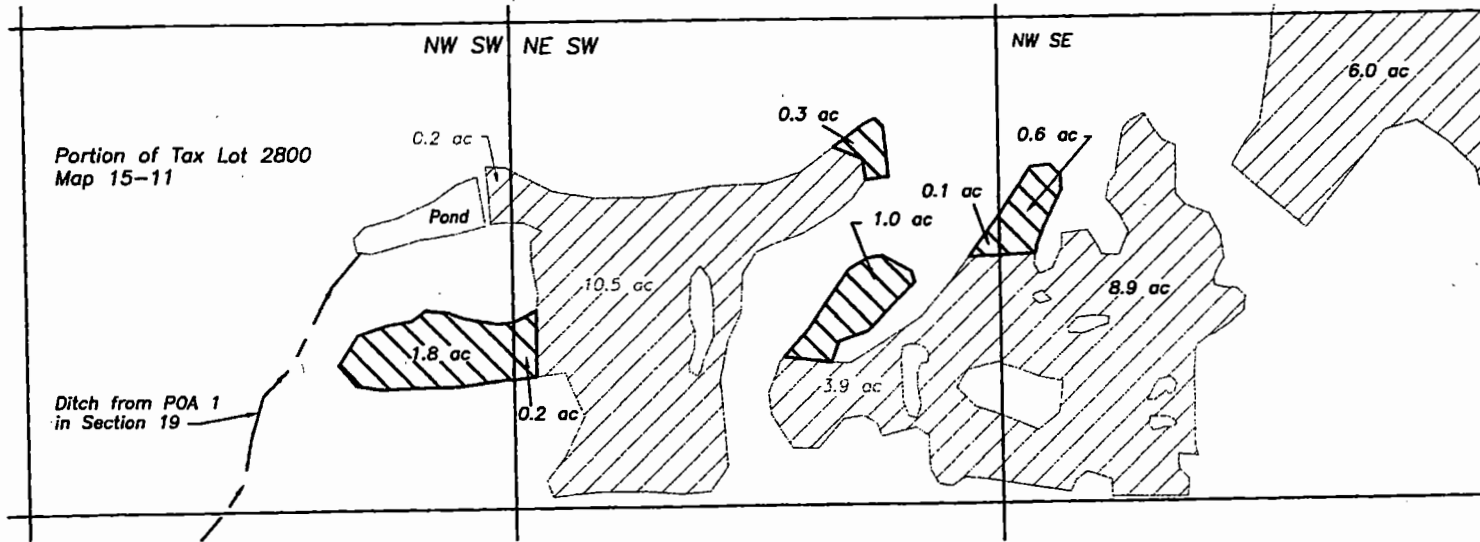 NW SW
NE SW
NW SE
6.0 ac
0.3 ac
0.6 ac
0.2 ac
Portion of Tax Lot 2800
Map 15-11
0.1 ac
Pond
1.0 ac
10.5 ac
8.9 ac
1.8 ac
3.9 ac
Ditch from POA 1
in Section 19
0.2 ac